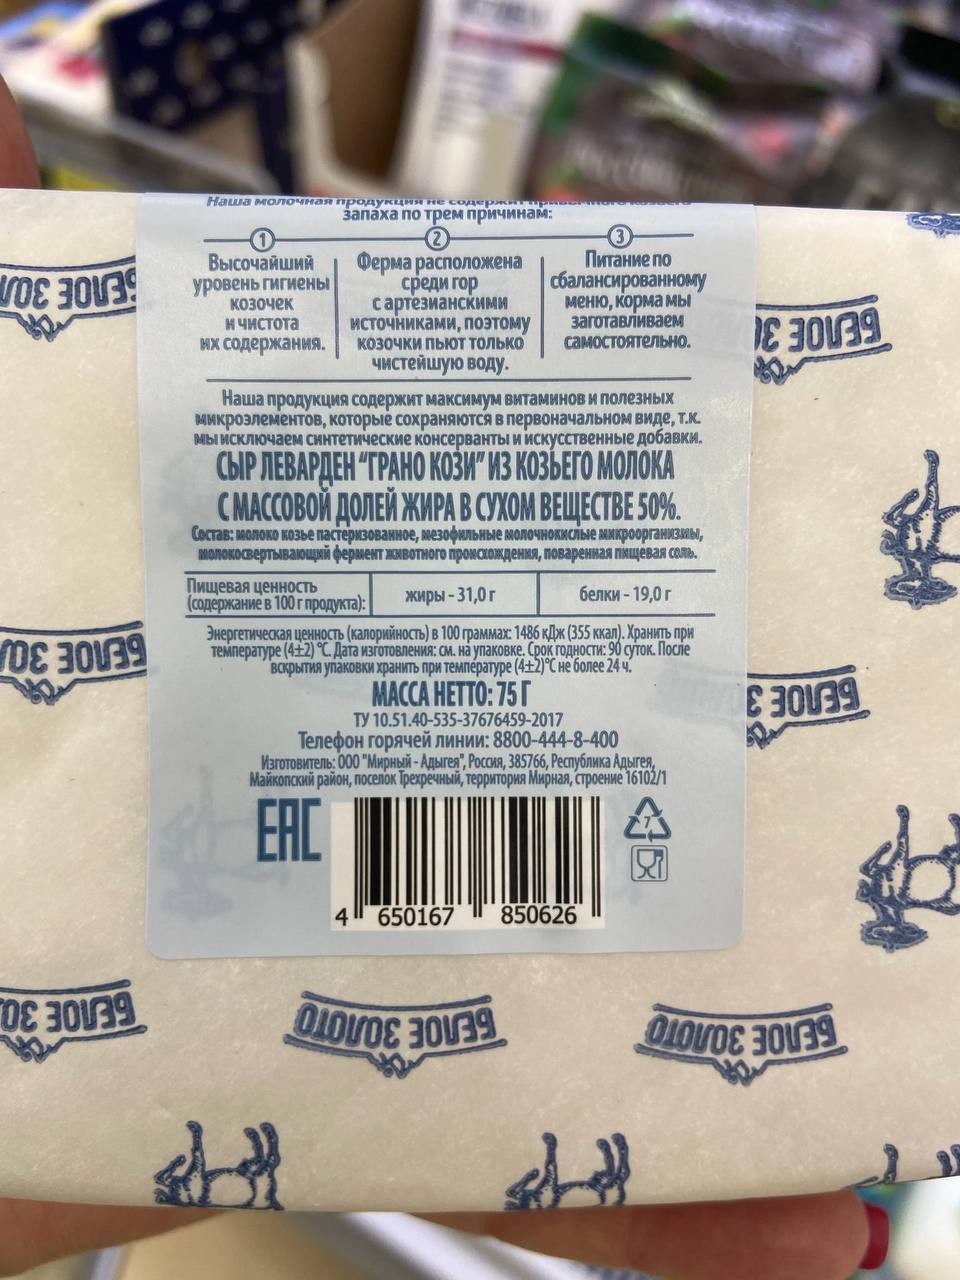 Наша молочная продукция не содержит привычного козьего
запаха по трем причинам:
1
2
3
Высочайший
уровень гигиены
козочек
и чистота
их содержания.
Ферма расположена
среди гор
с артезианскими
источниками, поэтому
козочки пьют только
чистейшую воду.
Питание по
сбалансированному
меню, корма мы
заготавливаем
самостоятельно.
Наша продукция содержит максимум витаминов и полезных
микроэлементов, которые сохраняются в первоначальном виде, т.к.
мы исключаем синтетические консерванты и искусственные добавки.
СЫР ЛЕВАРДЕН "ГРАНО КОЗИ" ИЗ КОЗЬЕГО МОЛОКА
С МАССОВОЙ ДОЛЕЙ ЖИРА В СУХОМ ВЕЩЕСТВЕ 50%.
Состав: молоко козье пастеризованное, мезофильные молочнокислые микроорганизмы,
молокосвертывающий фермент животного происхождения, поваренная пищевая соль.
Пищевая ценность
(содержание в 100 г продукта):
жиры - 31,0 г
белки - 19,0 г
Энергетическая ценность (калорийность) в 100 граммах: 1486 кДж (355 ккал). Хранить при
температуре (4±2) °С. Дата изготовления: см. на упаковке. Срок годности: 90 суток. После
вскрытия упаковки хранить при температуре (4±2)°С не более 24 ч.
МАССА НЕТТО: 75 Г
ТУ 10.51.40-535-37676459-2017
Телефон горячей линии: 8800-444-8-400
Изготовитель: ООО "Мирный - Адыгея", Россия, 385766, Республика Адыгея,
Майкопский район, поселок Трехречный, территория Мирная, строение 16102/1
EAC
7
4 650167 850626
БЕЛОЕ ЗОЛОТО
БЕЛОЕ ЗОЛОТО